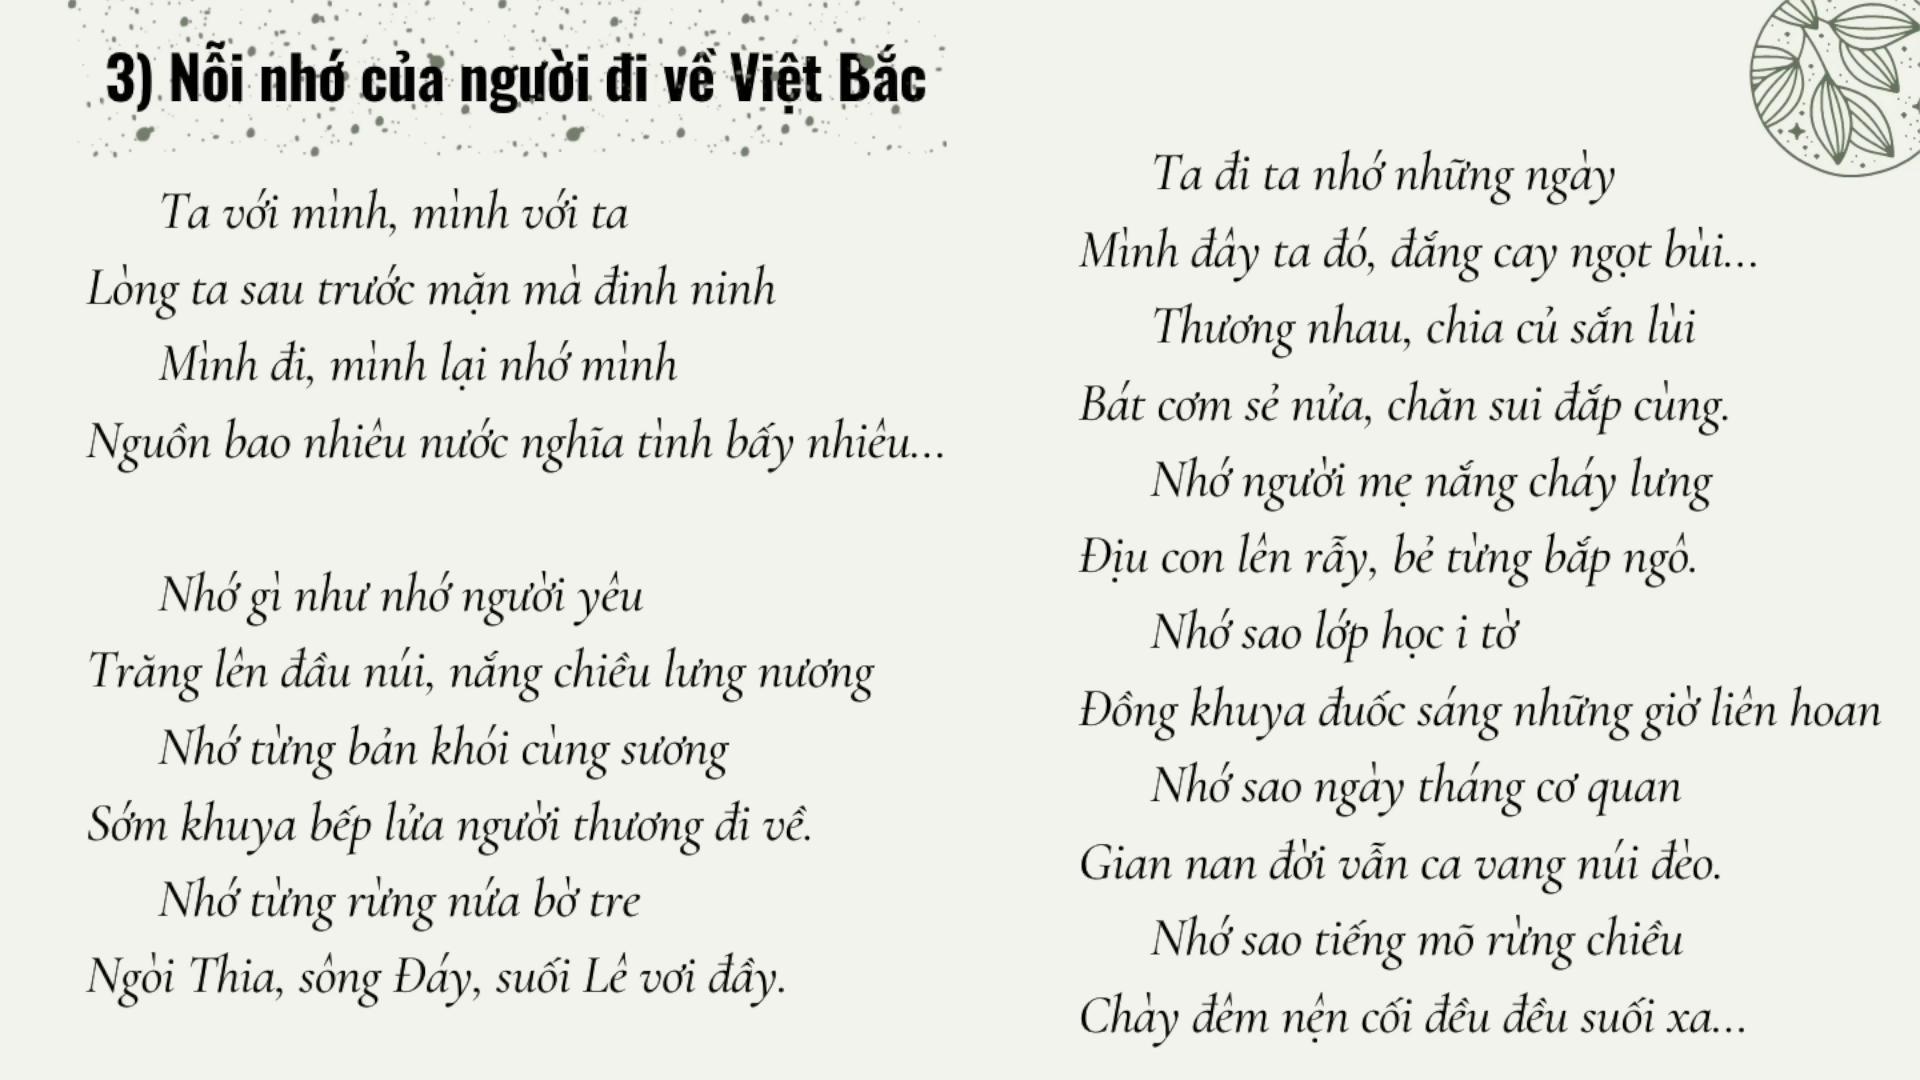 3) Nỗi nhớ của người đi về Việt Bắc
Ta với mình, mình với ta
Lòng ta sau trước mặn mà đinh ninh
Mình đi, mình lại nhớ mình
Nguồn bao nhiêu nước nghĩa tình bấy nhiêu...
Nhớ gì như nhớ người yêu
Trăng lên đầu núi, nắng chiều lưng nương
Nhớ từng bản khói cùng sương
Sớm khuya bếp lửa người thương đi về.
Nhớ từng rừng nứa bờ tre
Ngòi Thia, sông Đáy, suối Lê vơi đầy.
Ta đi ta nhớ những ngày
Mình đây ta đó, đắng cay ngọt bùi...
Thương nhau, chia củ sắn lùi
Bát cơm sẻ nửa, chăn sui đắp cùng.
Nhớ người mẹ nắng cháy lưng
Địu con lên rẫy, bẻ từng bắp ngô.
Nhớ sao lớp học i tờ
Đồng khuya đuốc sáng những giờ liên hoan
Nhớ sao ngày tháng cơ quan
Gian nan đời vẫn ca vang núi đèo.
Nhớ sao tiếng mõ rừng chiều
Chày đêm nện cối đều đều suối xa...